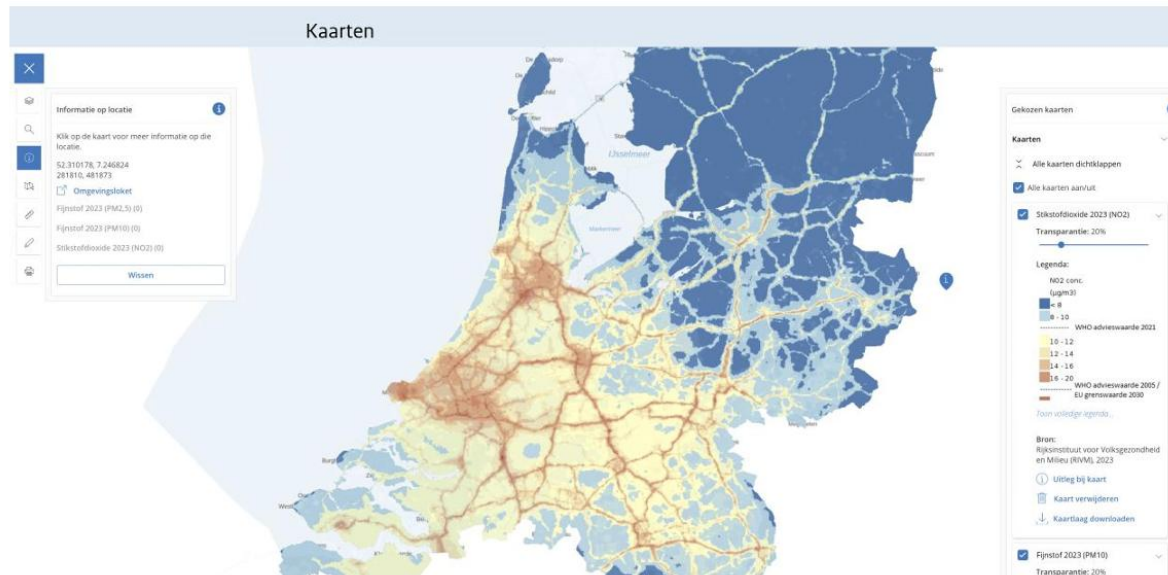 Kaarten
Informatie op locatie
Klik op de kaart voor meer informatie op die
locatie.
52.310178, 7.246824
281810, 481873
Omgevingsloket
Fijnstof 2023 (PM2,5) (0)
Fijnstof 2023 (PM10) (0)
Stikstofdioxide 2023 (NO2) (0)
Wissen
IJsselmeer
Markermeer
Gekozen kaarten
Kaarten
Alle kaarten dichtklappen
Alle kaarten aan/uit
Stikstofdioxide 2023 (NO2)
Transparantie: 20%
Legenda:
NO2 conc.
(µg/m3)
< 8
8 - 10
WHO advieswaarde 2021
10 - 12
12 - 14
14 - 16
16 - 20
WHO advieswaarde 2005 /
EU grenswaarde 2030
Toon volledige legenda...
Bron:
Rijksinstituut voor Volksgezondheid
en Milieu (RIVM), 2023
Uitleg bij kaart
Kaart verwijderen
Kaartlaag downloaden
Fijnstof 2023 (PM10)
Transparantie: 20%